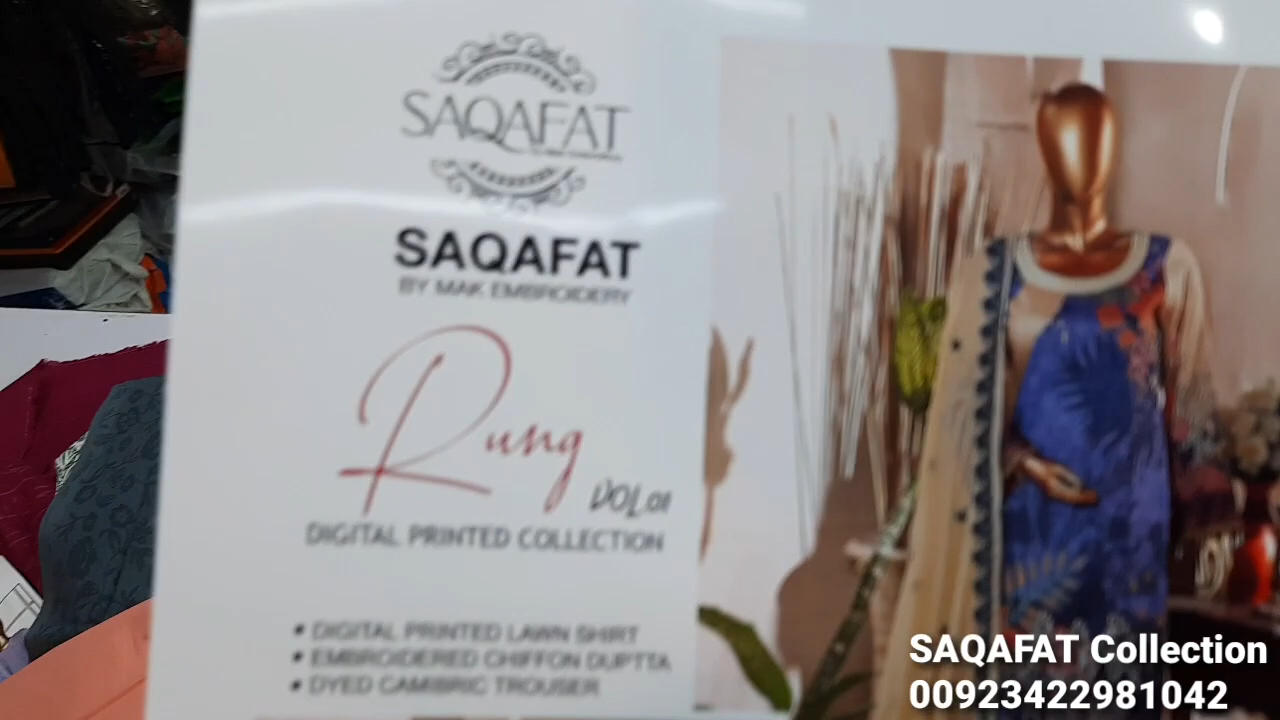 SAQAFAT
SAQAFAT
BY MAK EMBROIDERY
Rung
VOL 01
DIGITAL PRINTED COLLECTION
• DIGITAL PRINTED LAWN SHIRT
• EMBROIDERED CHIFFON DUPTTA
• DYED CAMIBRIC TROUSER
SAQAFAT Collection
00923422981042